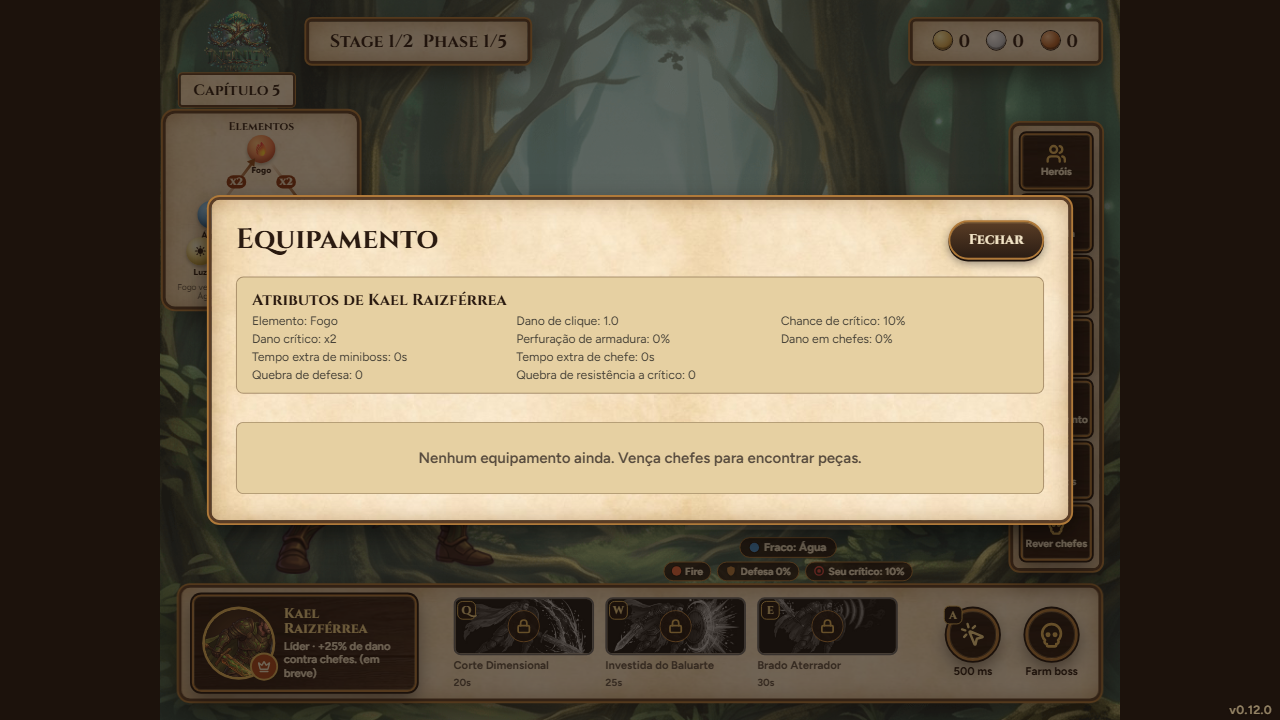 Stage 1/2 Phase 1/5
0 0 0
Capítulo 5
Elementos
Fogo
x2 x2
Heróis
Equipamento
Fechar
Atributos de Kael Raizférrea
Elemento: Fogo
Dano de clique: 1.0
Chance de crítico: 10%
Dano crítico: x2
Perfuração de armadura: 0%
Dano em chefes: 0%
Tempo extra de miniboss: 0s
Tempo extra de chefe: 0s
Quebra de defesa: 0
Quebra de resistência a crítico: 0
Nenhum equipamento ainda. Vença chefes para encontrar peças.
Rever chefes
Fraco: Água
Fire
Defesa 0%
Seu crítico: 10%
Kael
Raizférrea
Líder · +25% de dano
contra chefes. (em
breve)
Q
Corte Dimensional
20s
W
Investida do Baluarte
25s
E
Brado Aterrador
30s
A
500 ms
Farm boss
v0.12.0